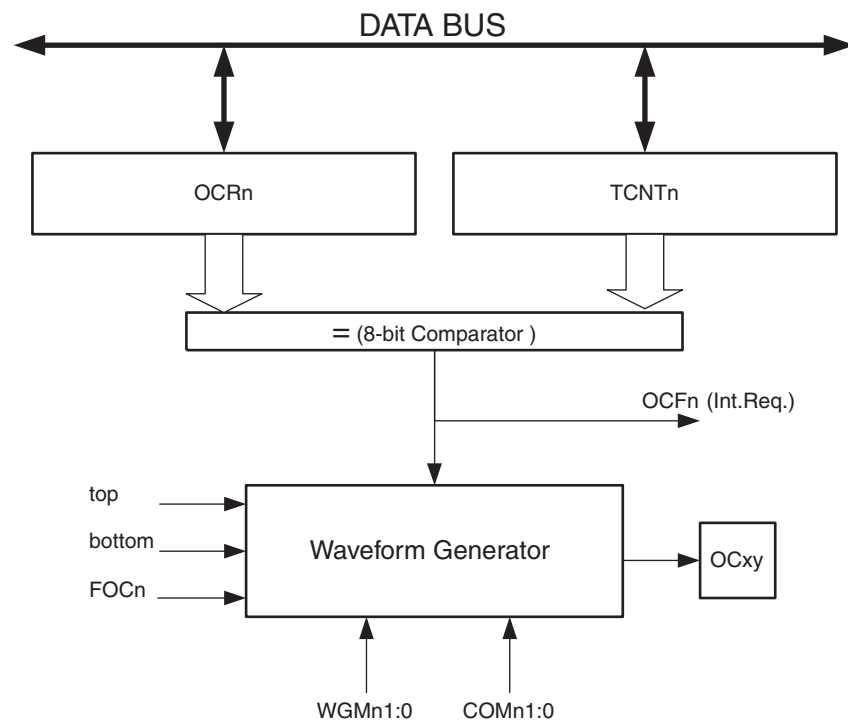 DATA BUS
OCRn
TCNTn
= (8-bit Comparator )
OCFn (Int.Req.)
top
bottom
FOCn
Waveform Generator
OCxy
WGMn1:0
COMn1:0